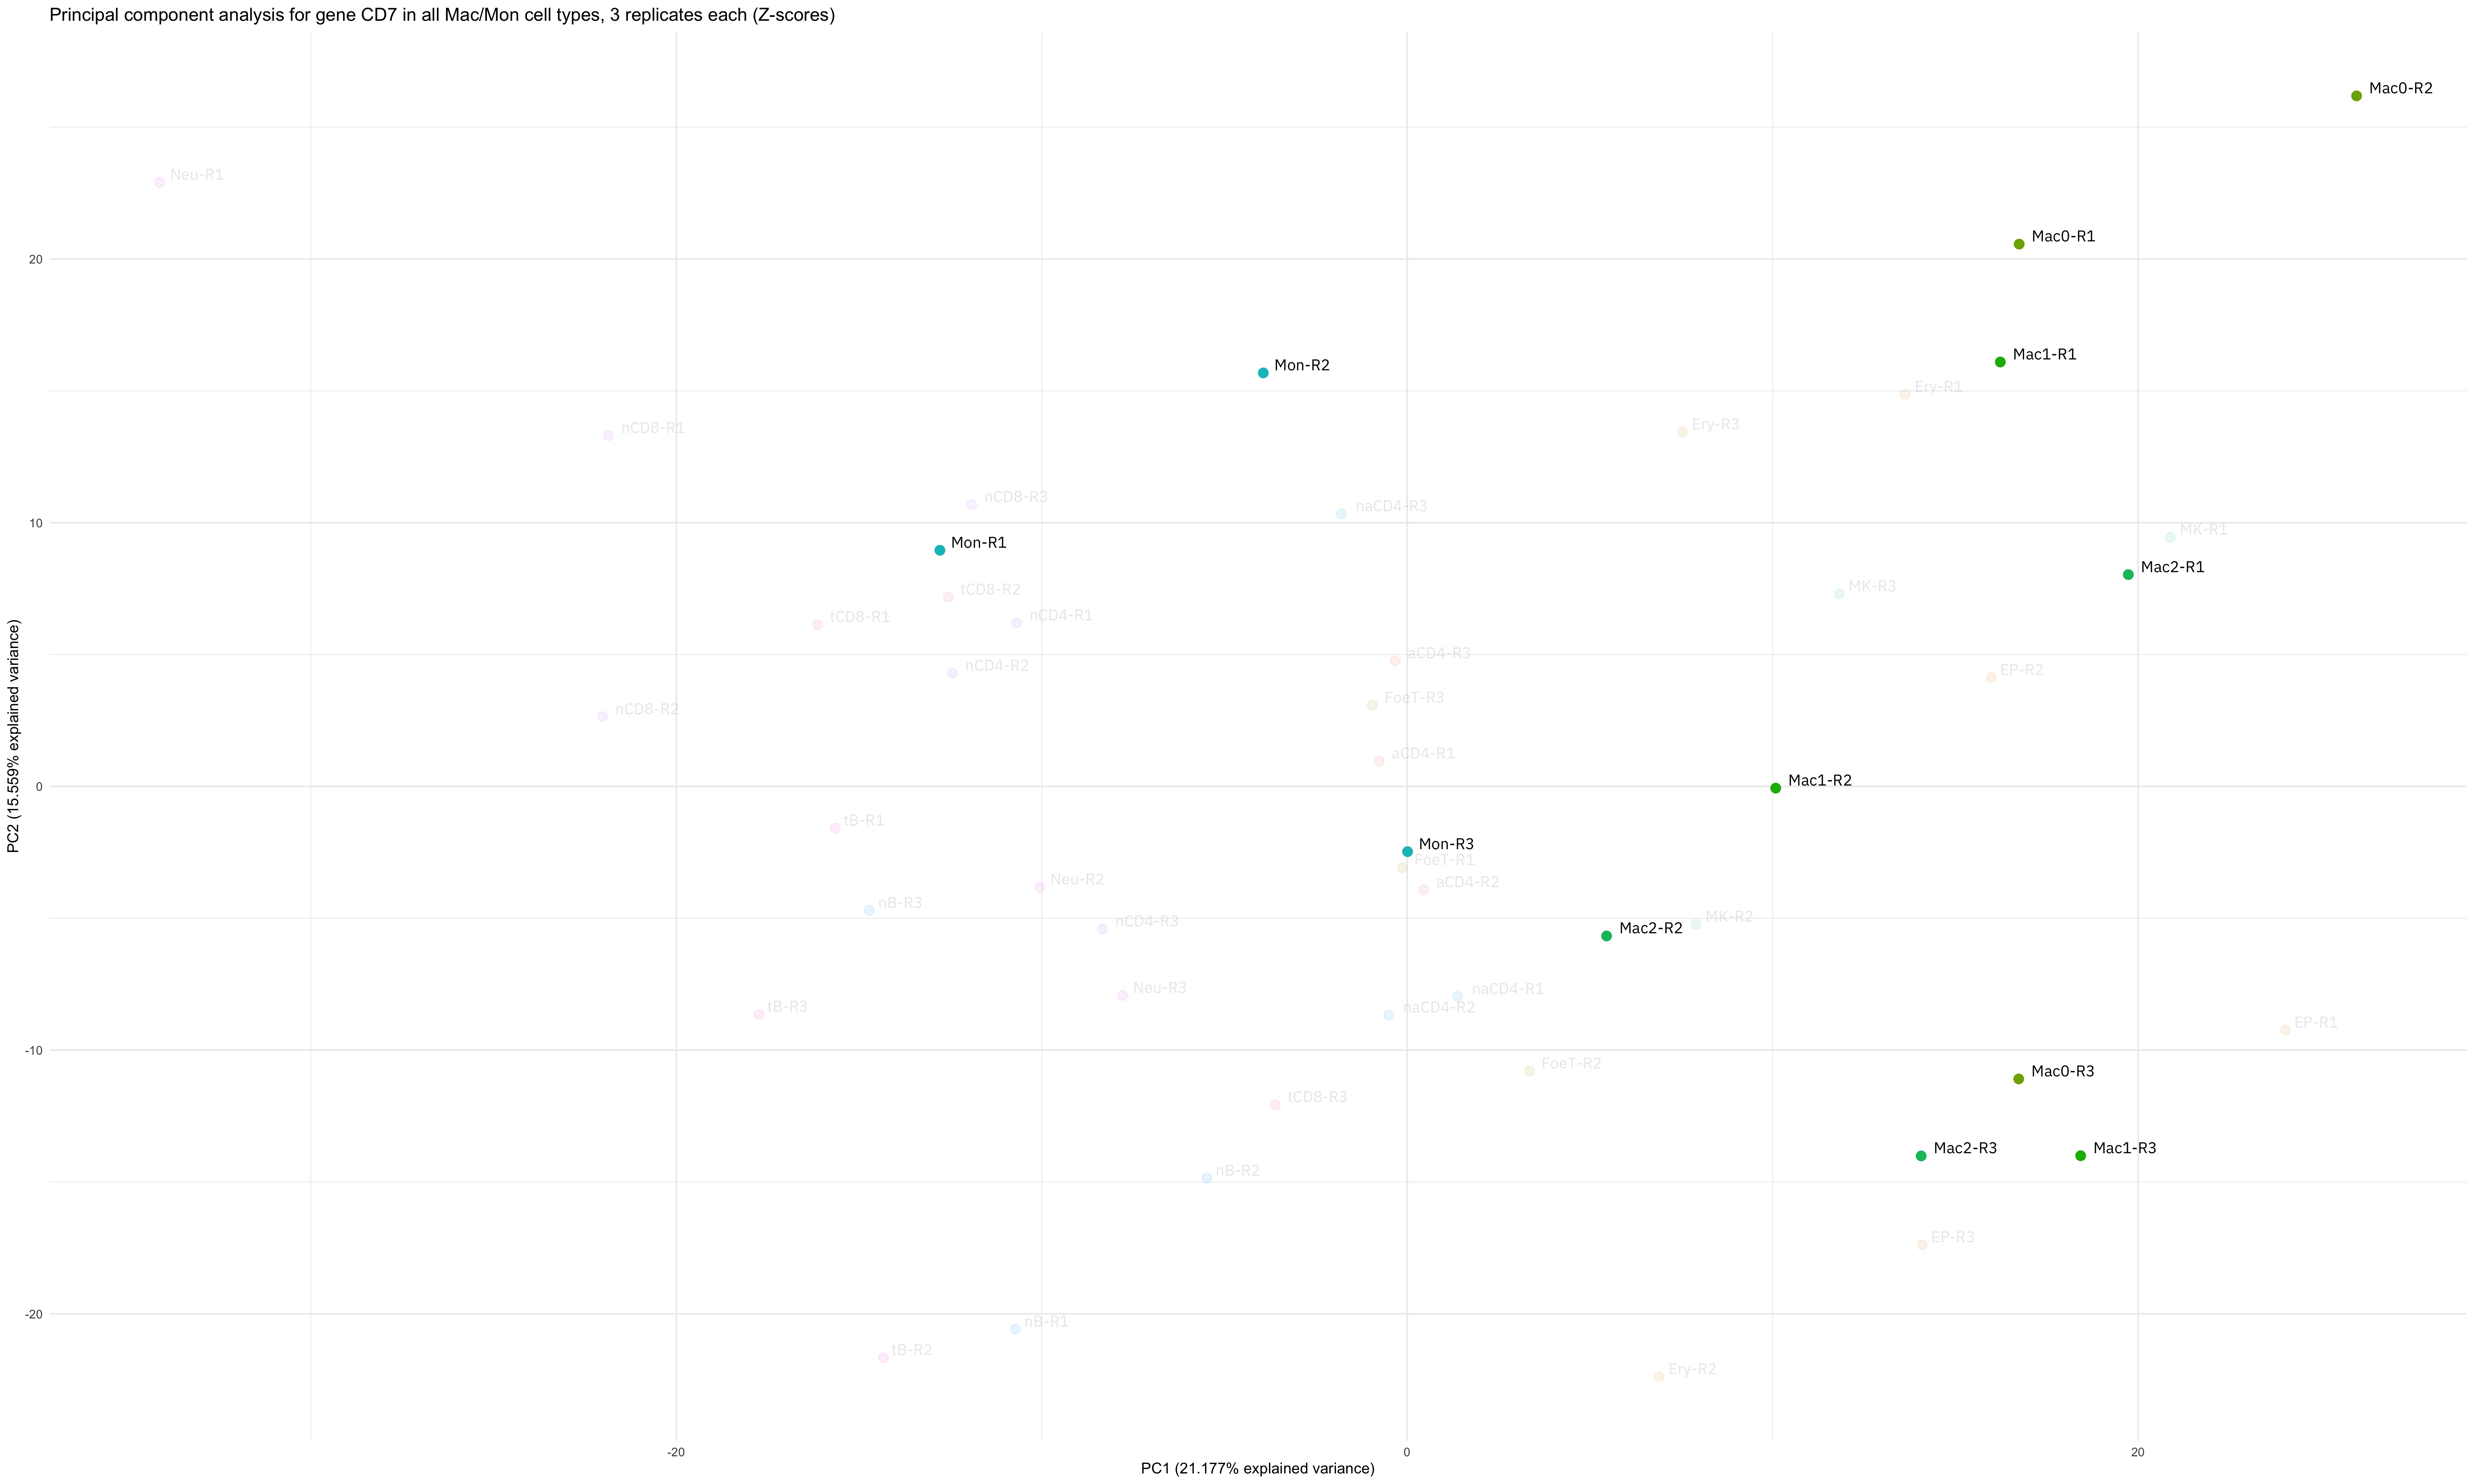 Principal component analysis for gene CD7 in all Mac/Mon cell types, 3 replicates each (Z-scores)
Mac0-R2
Neu-R1
Mac0-R1
20
Mac1-R1
Mon-R2
Ery-R1
Ery-R3
nCD8-R1
nCD8-R3
naCD4-R3
10
MK-R1
Mon-R1
Mac2-R1
MK-R3
tCD8-R2
tCD8-R1
nCD4-R1
aCD4-R3
nCD4-R2
EP-R2
FoeT-R3
nCD8-R2
aCD4-R1
Mac1-R2
0
tB-R1
Mon-R3
FoeT-R1
Neu-R2
aCD4-R2
nB-R3
MK-R2
nCD4-R3
Mac2-R2
Neu-R3
naCD4-R1
tB-R3
naCD4-R2
EP-R1
-10
FoeT-R2
Mac0-R3
tCD8-R3
Mac2-R3
Mac1-R3
nB-R2
EP-R3
-20
nB-R1
tB-R2
Ery-R2
PC2 (15.559% explained variance)
-20
0
20
PC1 (21.177% explained variance)